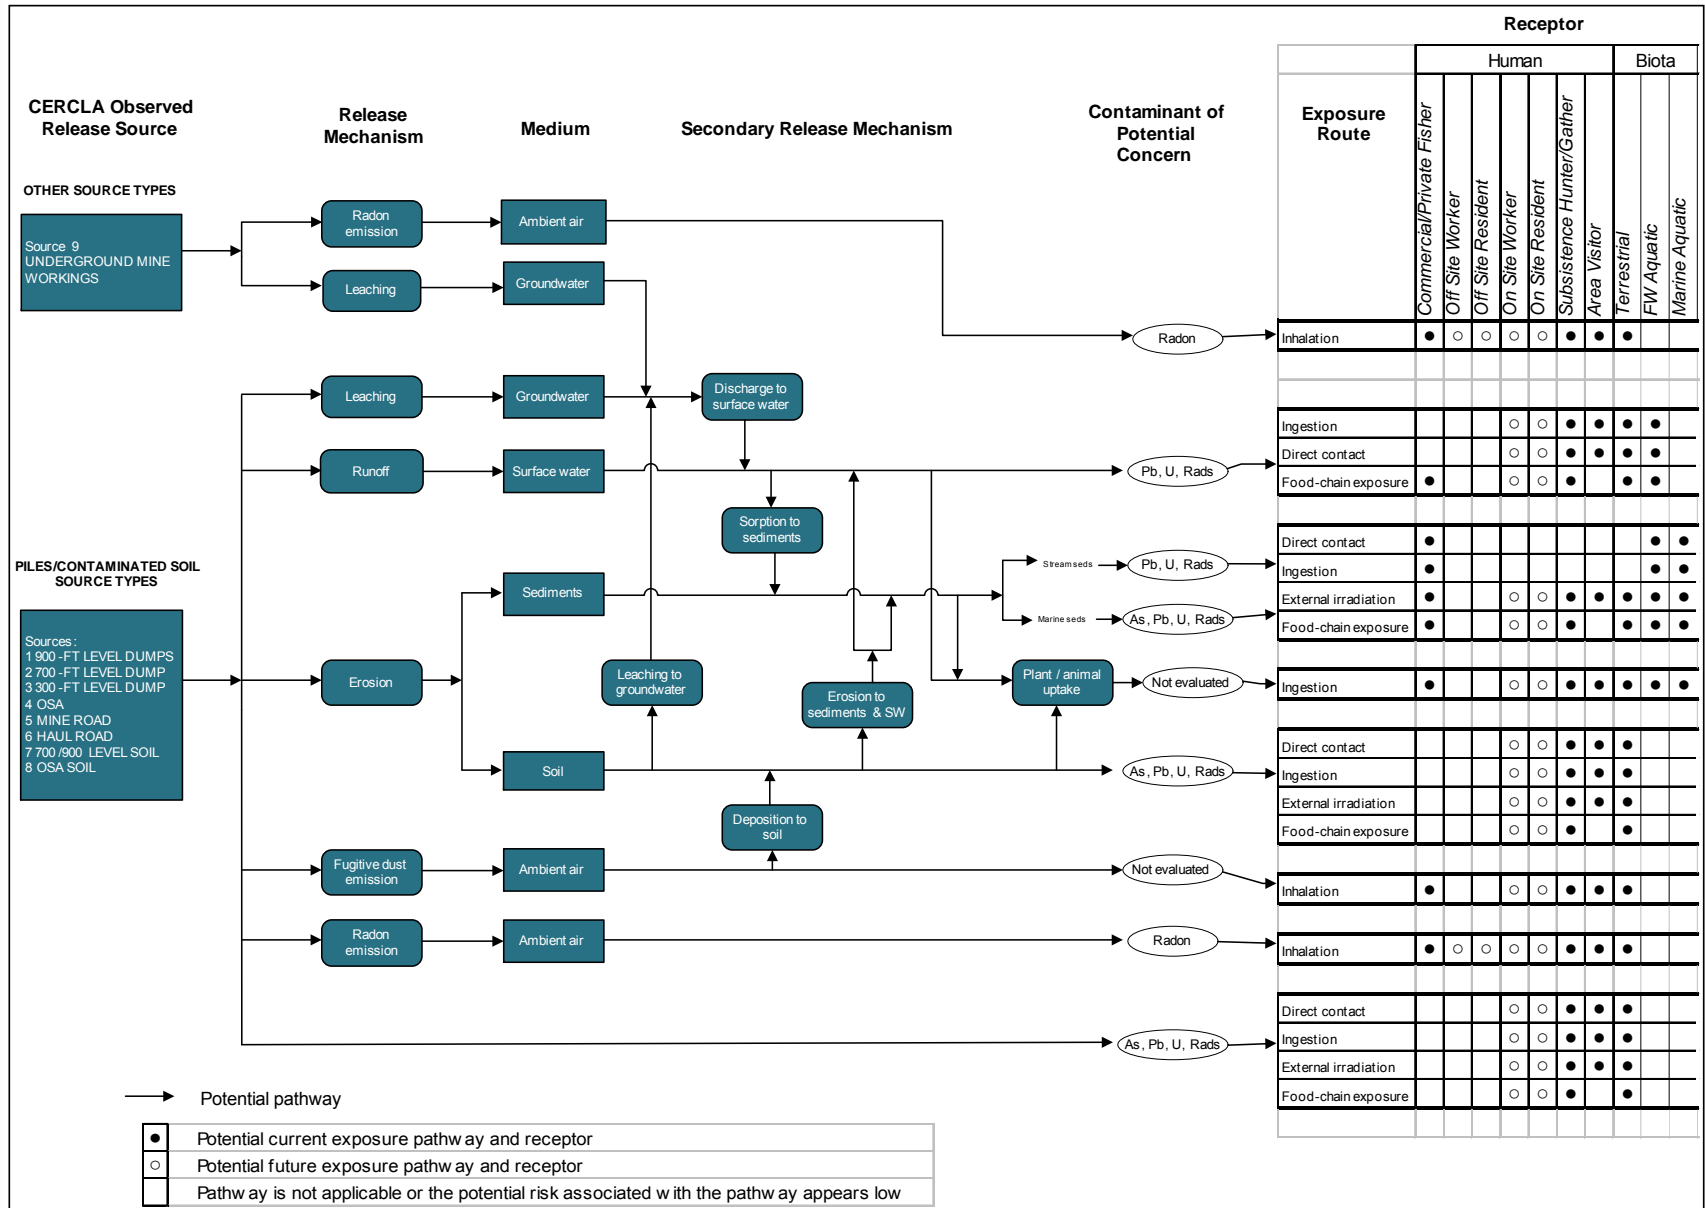 Receptor
Human
Biota
CERCLA Observed
Release Source
Release
Mechanism
Medium
Secondary Release Mechanism
Contaminant of
Potential
Concern
Exposure
Route
Commercial/Private Fisher
Off Site Worker
Off Site Resident
On Site Worker
On Site Resident
Subsistence Hunter/Gather
Area Visitor
Terrestrial
FW Aquatic
Marine Aquatic
OTHER SOURCE TYPES
Source 9
UNDERGROUND MINE
WORKINGS
Radon
emission
Ambient air
Leaching
Groundwater
Radon
Inhalation
Leaching
Groundwater
Discharge to
surface water
Runoff
Surface water
Pb, U, Rads
Ingestion
Direct contact
Food-chain exposure
Sorption to
sediments
PILES/CONTAMINATED SOIL
SOURCE TYPES
Sources:
1 900 -FT LEVEL DUMPS
2 700 -FT LEVEL DUMP
3 300 -FT LEVEL DUMP
4 OSA
5 MINE ROAD
6 HAUL ROAD
7 700 /900 LEVEL SOIL
8 OSA SOIL
Sediments
Stream seds
Pb, U, Rads
Marine seds
As, Pb, U, Rads
Direct contact
Ingestion
External irradiation
Food-chain exposure
Erosion
Leaching to
groundwater
Erosion to
sediments & SW
Plant / animal
uptake
Not evaluated
Ingestion
Soil
As, Pb, U, Rads
Direct contact
Ingestion
External irradiation
Food-chain exposure
Deposition to
soil
Fugitive dust
emission
Ambient air
Not evaluated
Inhalation
Radon
emission
Ambient air
Radon
Inhalation
As, Pb, U, Rads
Direct contact
Ingestion
External irradiation
Food-chain exposure
Potential pathway
Potential current exposure pathway and receptor
Potential future exposure pathway and receptor
Pathway is not applicable or the potential risk associated with the pathway appears low